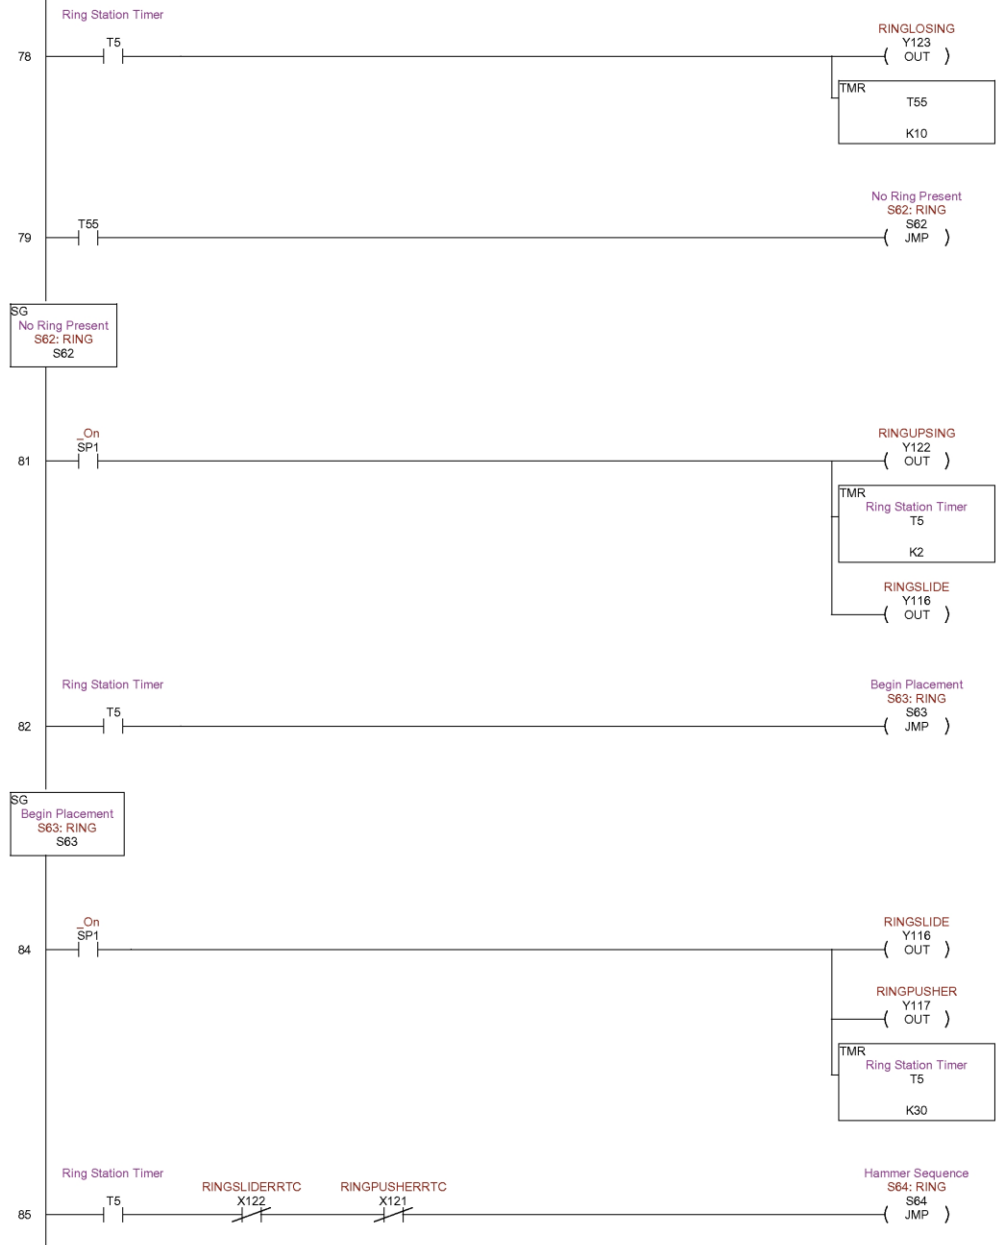 Ring Station Timer
T5
78
RINGLOSING
Y123
( OUT )
TMR
T55
K10
T55
79
No Ring Present
S62: RING
S62
( JMP )
SG
No Ring Present
S62: RING
S62
_On
SP1
81
RINGUPSING
Y122
( OUT )
TMR
Ring Station Timer
T5
K2
RINGSLIDE
Y116
( OUT )
Ring Station Timer
T5
82
Begin Placement
S63: RING
S63
( JMP )
SG
Begin Placement
S63: RING
S63
_On
SP1
84
RINGSLIDE
Y116
( OUT )
RINGPUSHER
Y117
( OUT )
TMR
Ring Station Timer
T5
K30
Ring Station Timer
T5
85
RINGSLIDERRTC
X122
RINGPUSHERRTC
X121
Hammer Sequence
S64: RING
S64
( JMP )